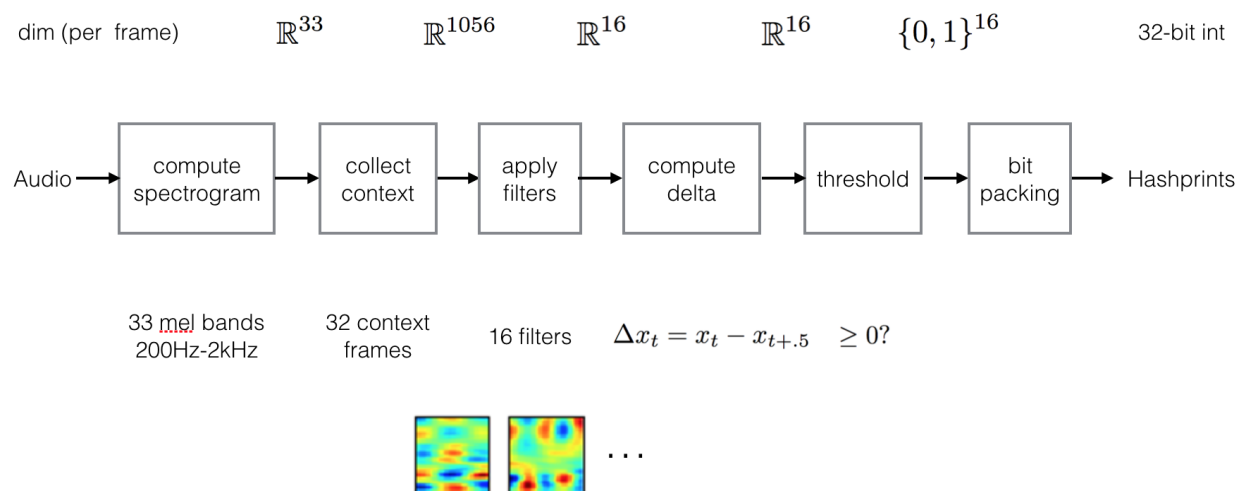 dim (per frame) ℝ^33 ℝ^1056 ℝ^16 ℝ^16 {0, 1}^16 32-bit int
Audio
compute
spectrogram
collect
context
apply
filters
compute
delta
threshold
bit
packing
Hashprints
33 mel bands
200Hz-2kHz
32 context
frames
16 filters
Δx_t = x_t − x_{t+.5} ≥ 0?
...